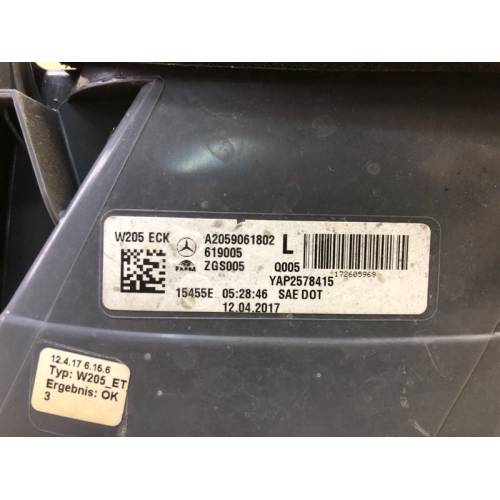 W205 ECK A2059061802 L
619005
ZGS005 Q005 172605969
YAP2578415
15455E 05:28:46 SAE DOT
12.04.2017
12.4.17 6.15.6
Typ: W205_ET
Ergebnis: OK
3